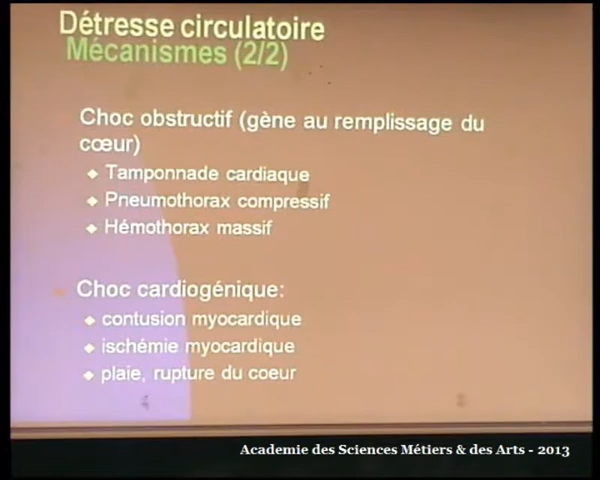 Détresse circulatoire
Mécanismes (2/2)
Choc obstructif (gène au remplissage du
cœur)
Tamponnade cardiaque
Pneumothorax compressif
Hémothorax massif
Choc cardiogénique:
contusion myocardique
ischémie myocardique
plaie, rupture du coeur
Academie des Sciences Métiers & des Arts - 2013